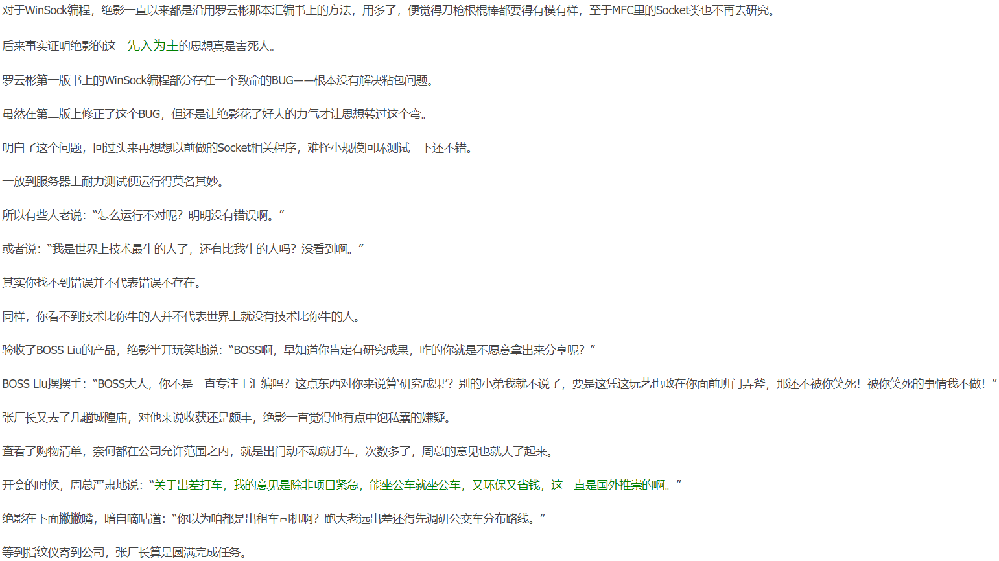 对于WinSock编程，绝影一直以来都是沿用罗云彬那本汇编书上的方法，用多了，便觉得刀枪根棍棒都耍得有模有样，至于MFC里的Socket类也不再去研究。
后来事实证明绝影的这一先入为主的思想真是害死人。
罗云彬第一版书上的WinSock编程部分存在一个致命的BUG——根本没有解决粘包问题。
虽然在第二版上修正了这个BUG，但还是让绝影花了好大的力气才让思想转过这个弯。
明白了这个问题，回过头来再想想以前做的Socket相关程序，难怪小规模回环测试一下还不错。
一放到服务器上耐力测试便运行得莫名其妙。
所以有些人老说：“怎么运行不对呢？明明没有错误啊。”
或者说：“我是世界上技术最牛的人了，还有比我牛的人吗？没看到啊。”
其实你找不到错误并不代表错误不存在。
同样，你看不到技术比你牛的人并不代表世界上就没有技术比你牛的人。
验收了BOSS Liu的产品，绝影半开玩笑地说：“BOSS啊，早知道你肯定有研究成果，咋的你就是不愿意拿出来分享呢？”
BOSS Liu摆摆手：“BOSS大人，你不是一直专注于汇编吗？这点东西对你来说算‘研究成果’？别的小弟我就不说了，要是这凭这玩艺也敢在你面前班门弄斧，那还不被你笑死！被你笑死的事情我不做！”
张厂长又去了几趟城隍庙，对他来说收获还是颇丰，绝影一直觉得他有点中饱私囊的嫌疑。
查看了购物清单，奈何都在公司允许范围之内，就是出门动不动就打车，次数多了，周总的意见也就大了起来。
开会的时候，周总严肃地说：“关于出差打车，我的意见是除非项目紧急，能坐公车就坐公车，又环保又省钱，这一直是国外推崇的啊。”
绝影在下面撇撇嘴，暗自嘀咕道：“你以为咱都是出租车司机啊？跑大老远出差还得先调研公交车分布路线。”
等到指纹仪寄到公司，张厂长算是圆满完成任务。